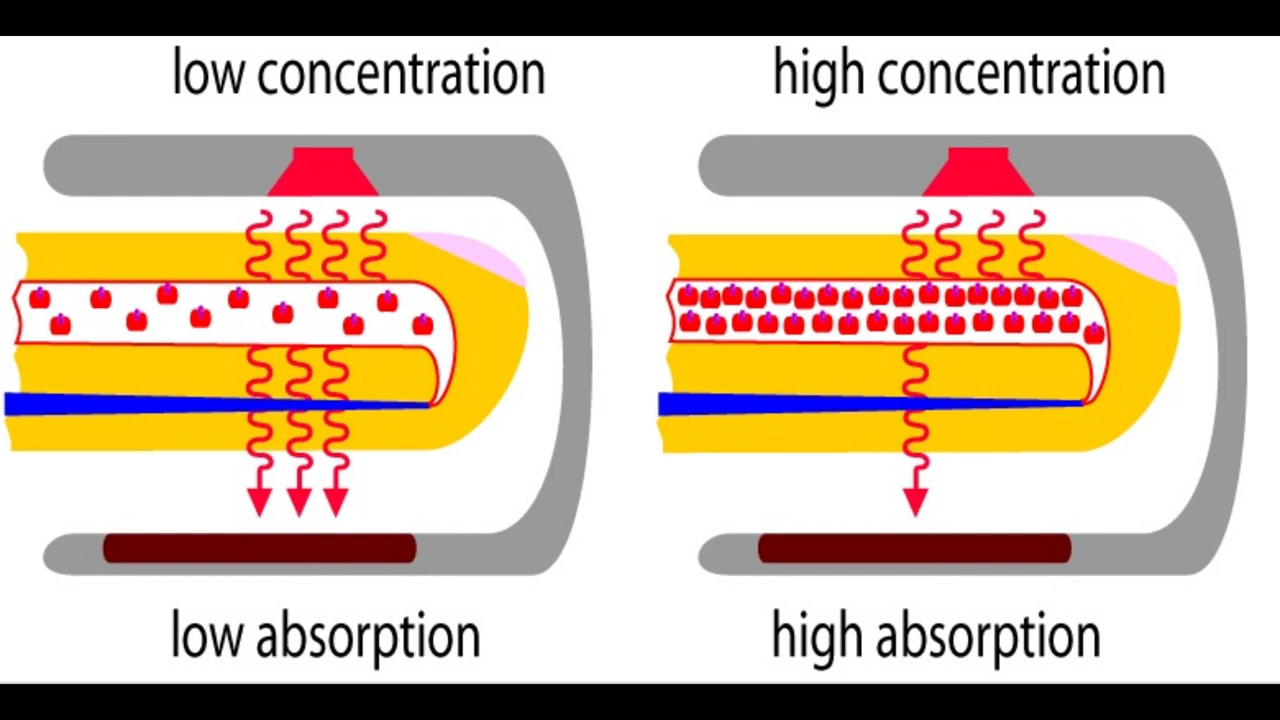 low concentration
high concentration
low absorption
high absorption